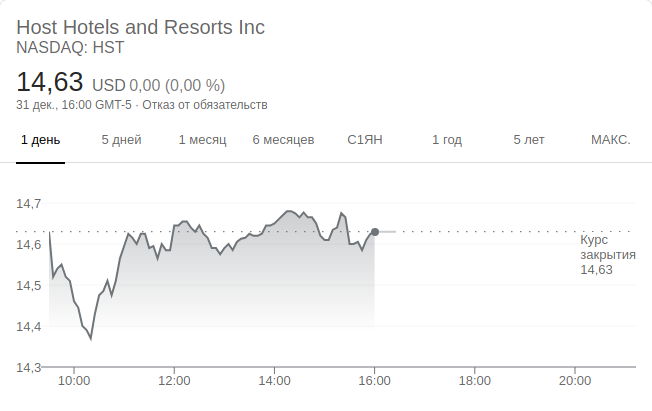 Host Hotels and Resorts Inc
NASDAQ: HST
14,63 USD 0,00 (0,00 %)
31 дек., 16:00 GMT-5 · Отказ от обязательств
1 день 5 дней 1 месяц 6 месяцев С1ЯН 1 год 5 лет МАКС.
14,7
14,6
14,5
14,4
14,3
Курс
закрытия
14,63
10:00 12:00 14:00 16:00 18:00 20:00